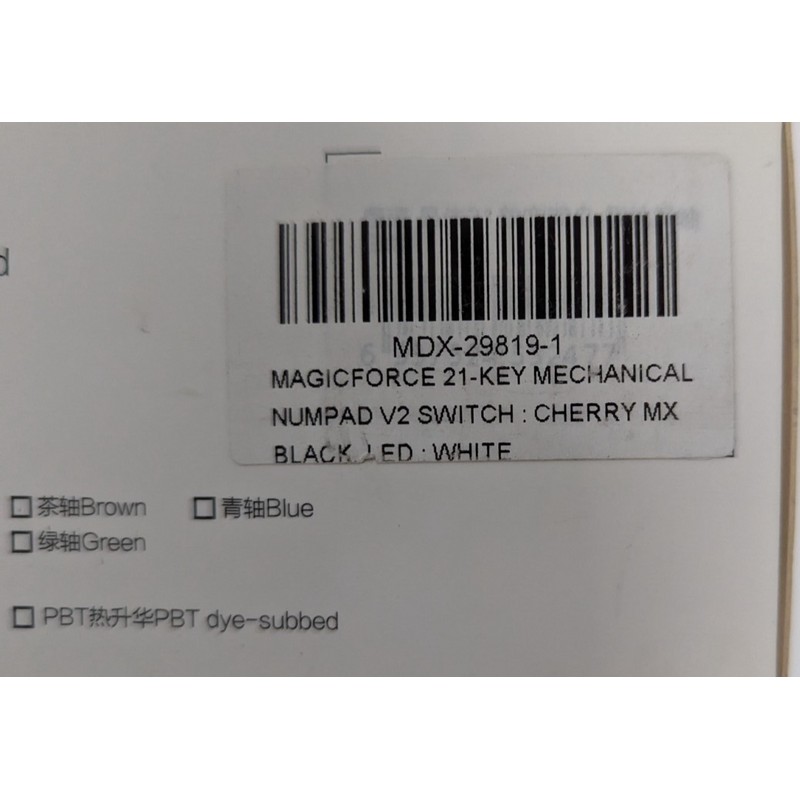 d
MDX-29819-1
MAGICFORCE 21-KEY MECHANICAL
NUMPAD V2 SWITCH : CHERRY MX
BLACK LED : WHITE
茶轴Brown
青轴Blue
绿轴Green
PBT热升华PBT dye-subbed